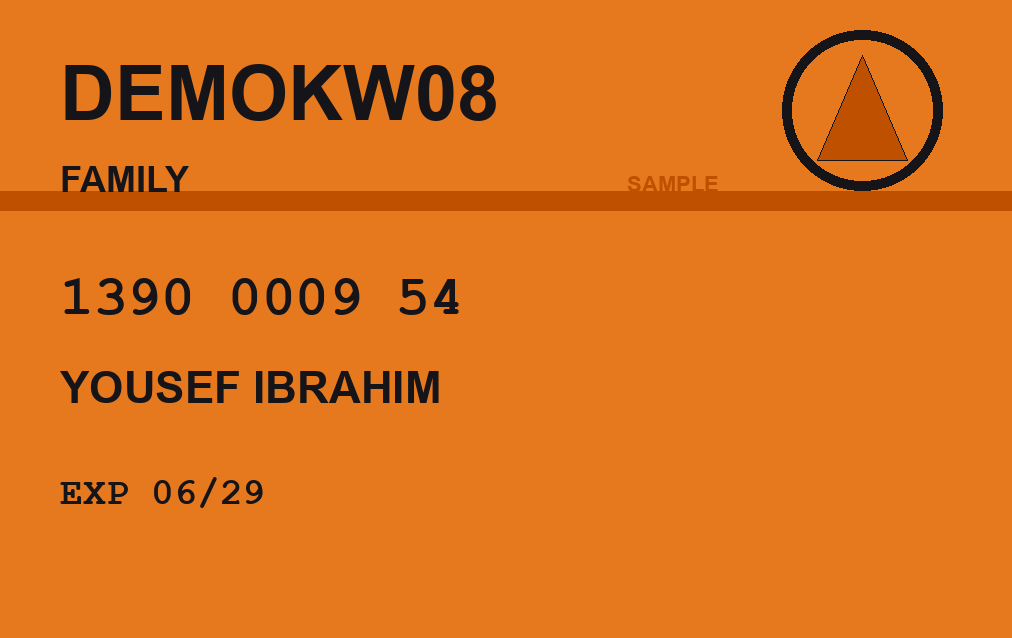 DEMOKW08
FAMILY
SAMPLE
1390 0009 54
YOUSEF IBRAHIM
EXP 06/29